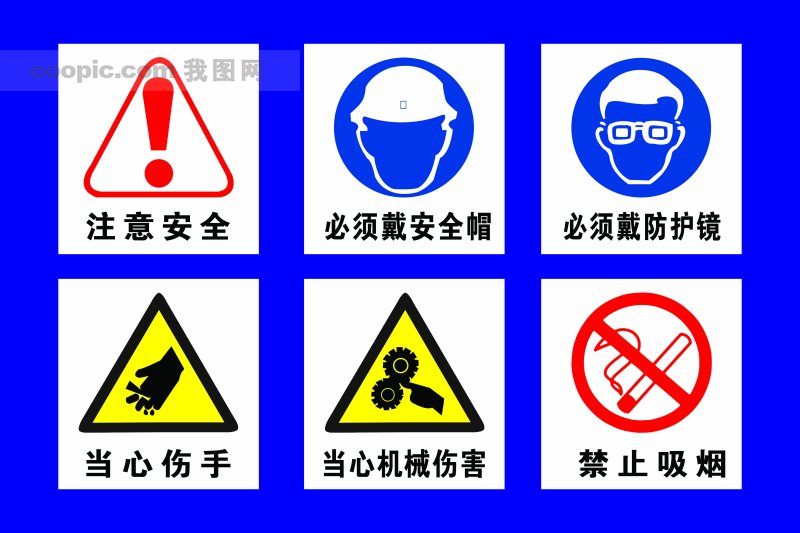 ooopic.com 我图网
注意安全
必须戴安全帽
必须戴防护镜
当心伤手
当心机械伤害
禁止吸烟